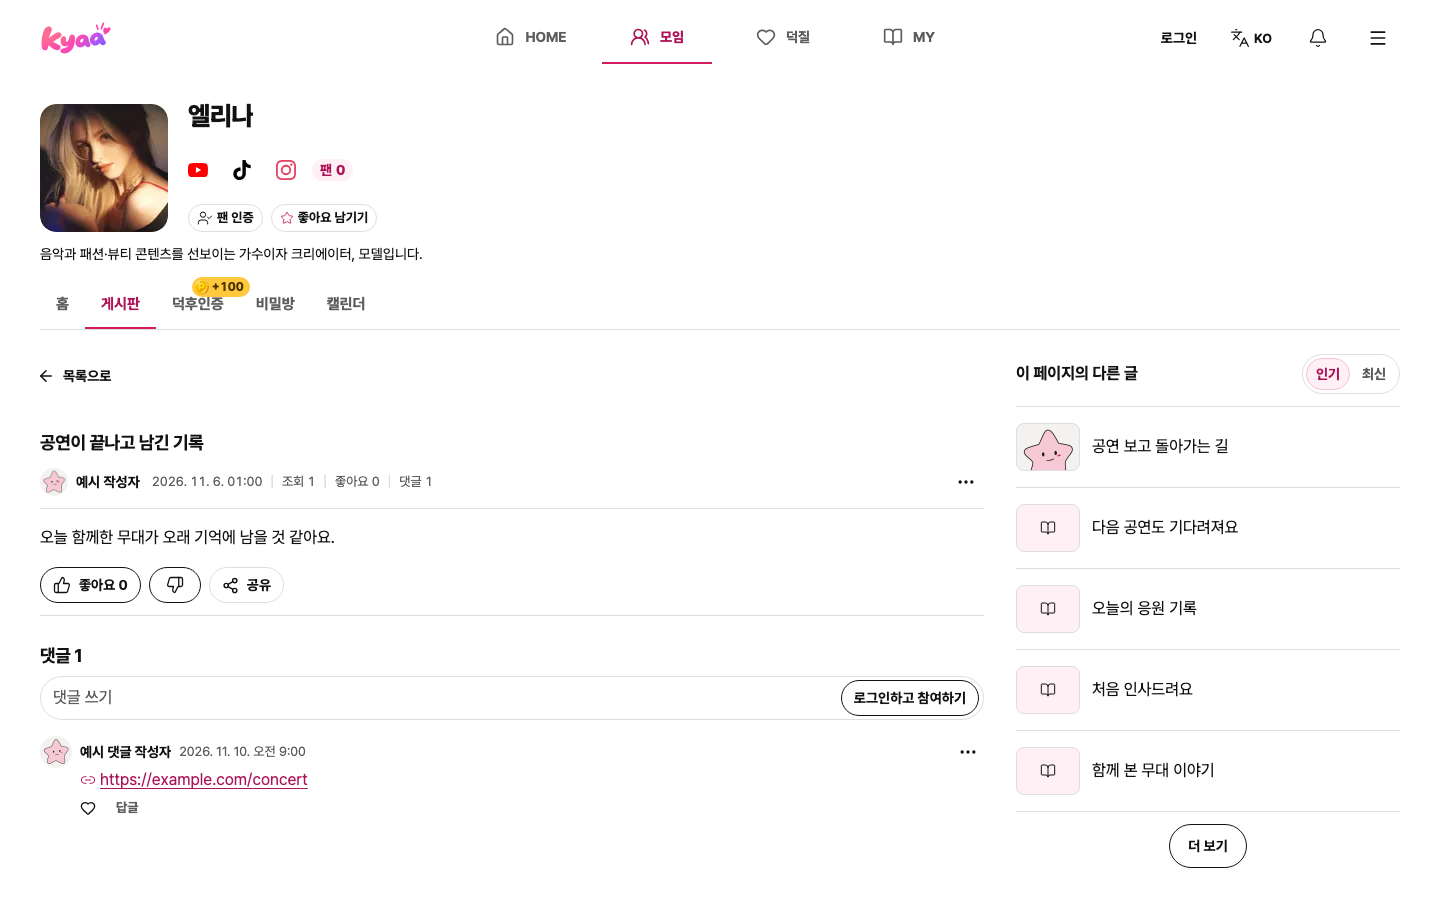 kyaa
HOME
모임
덕질
MY
로그인
KO
엘리나
팬 0
팬 인증
좋아요 남기기
음악과 패션·뷰티 콘텐츠를 선보이는 가수이자 크리에이터, 모델입니다.
+100
홈
게시판
덕후인증
비밀방
캘린더
목록으로
공연이 끝나고 남긴 기록
예시 작성자 2026. 11. 6. 01:00 | 조회 1 | 좋아요 0 | 댓글 1
오늘 함께한 무대가 오래 기억에 남을 것 같아요.
좋아요 0
공유
댓글 1
댓글 쓰기
로그인하고 참여하기
예시 댓글 작성자 2026. 11. 10. 오전 9:00
https://example.com/concert
답글
이 페이지의 다른 글
인기
최신
공연 보고 돌아가는 길
다음 공연도 기다려져요
오늘의 응원 기록
처음 인사드려요
함께 본 무대 이야기
더 보기